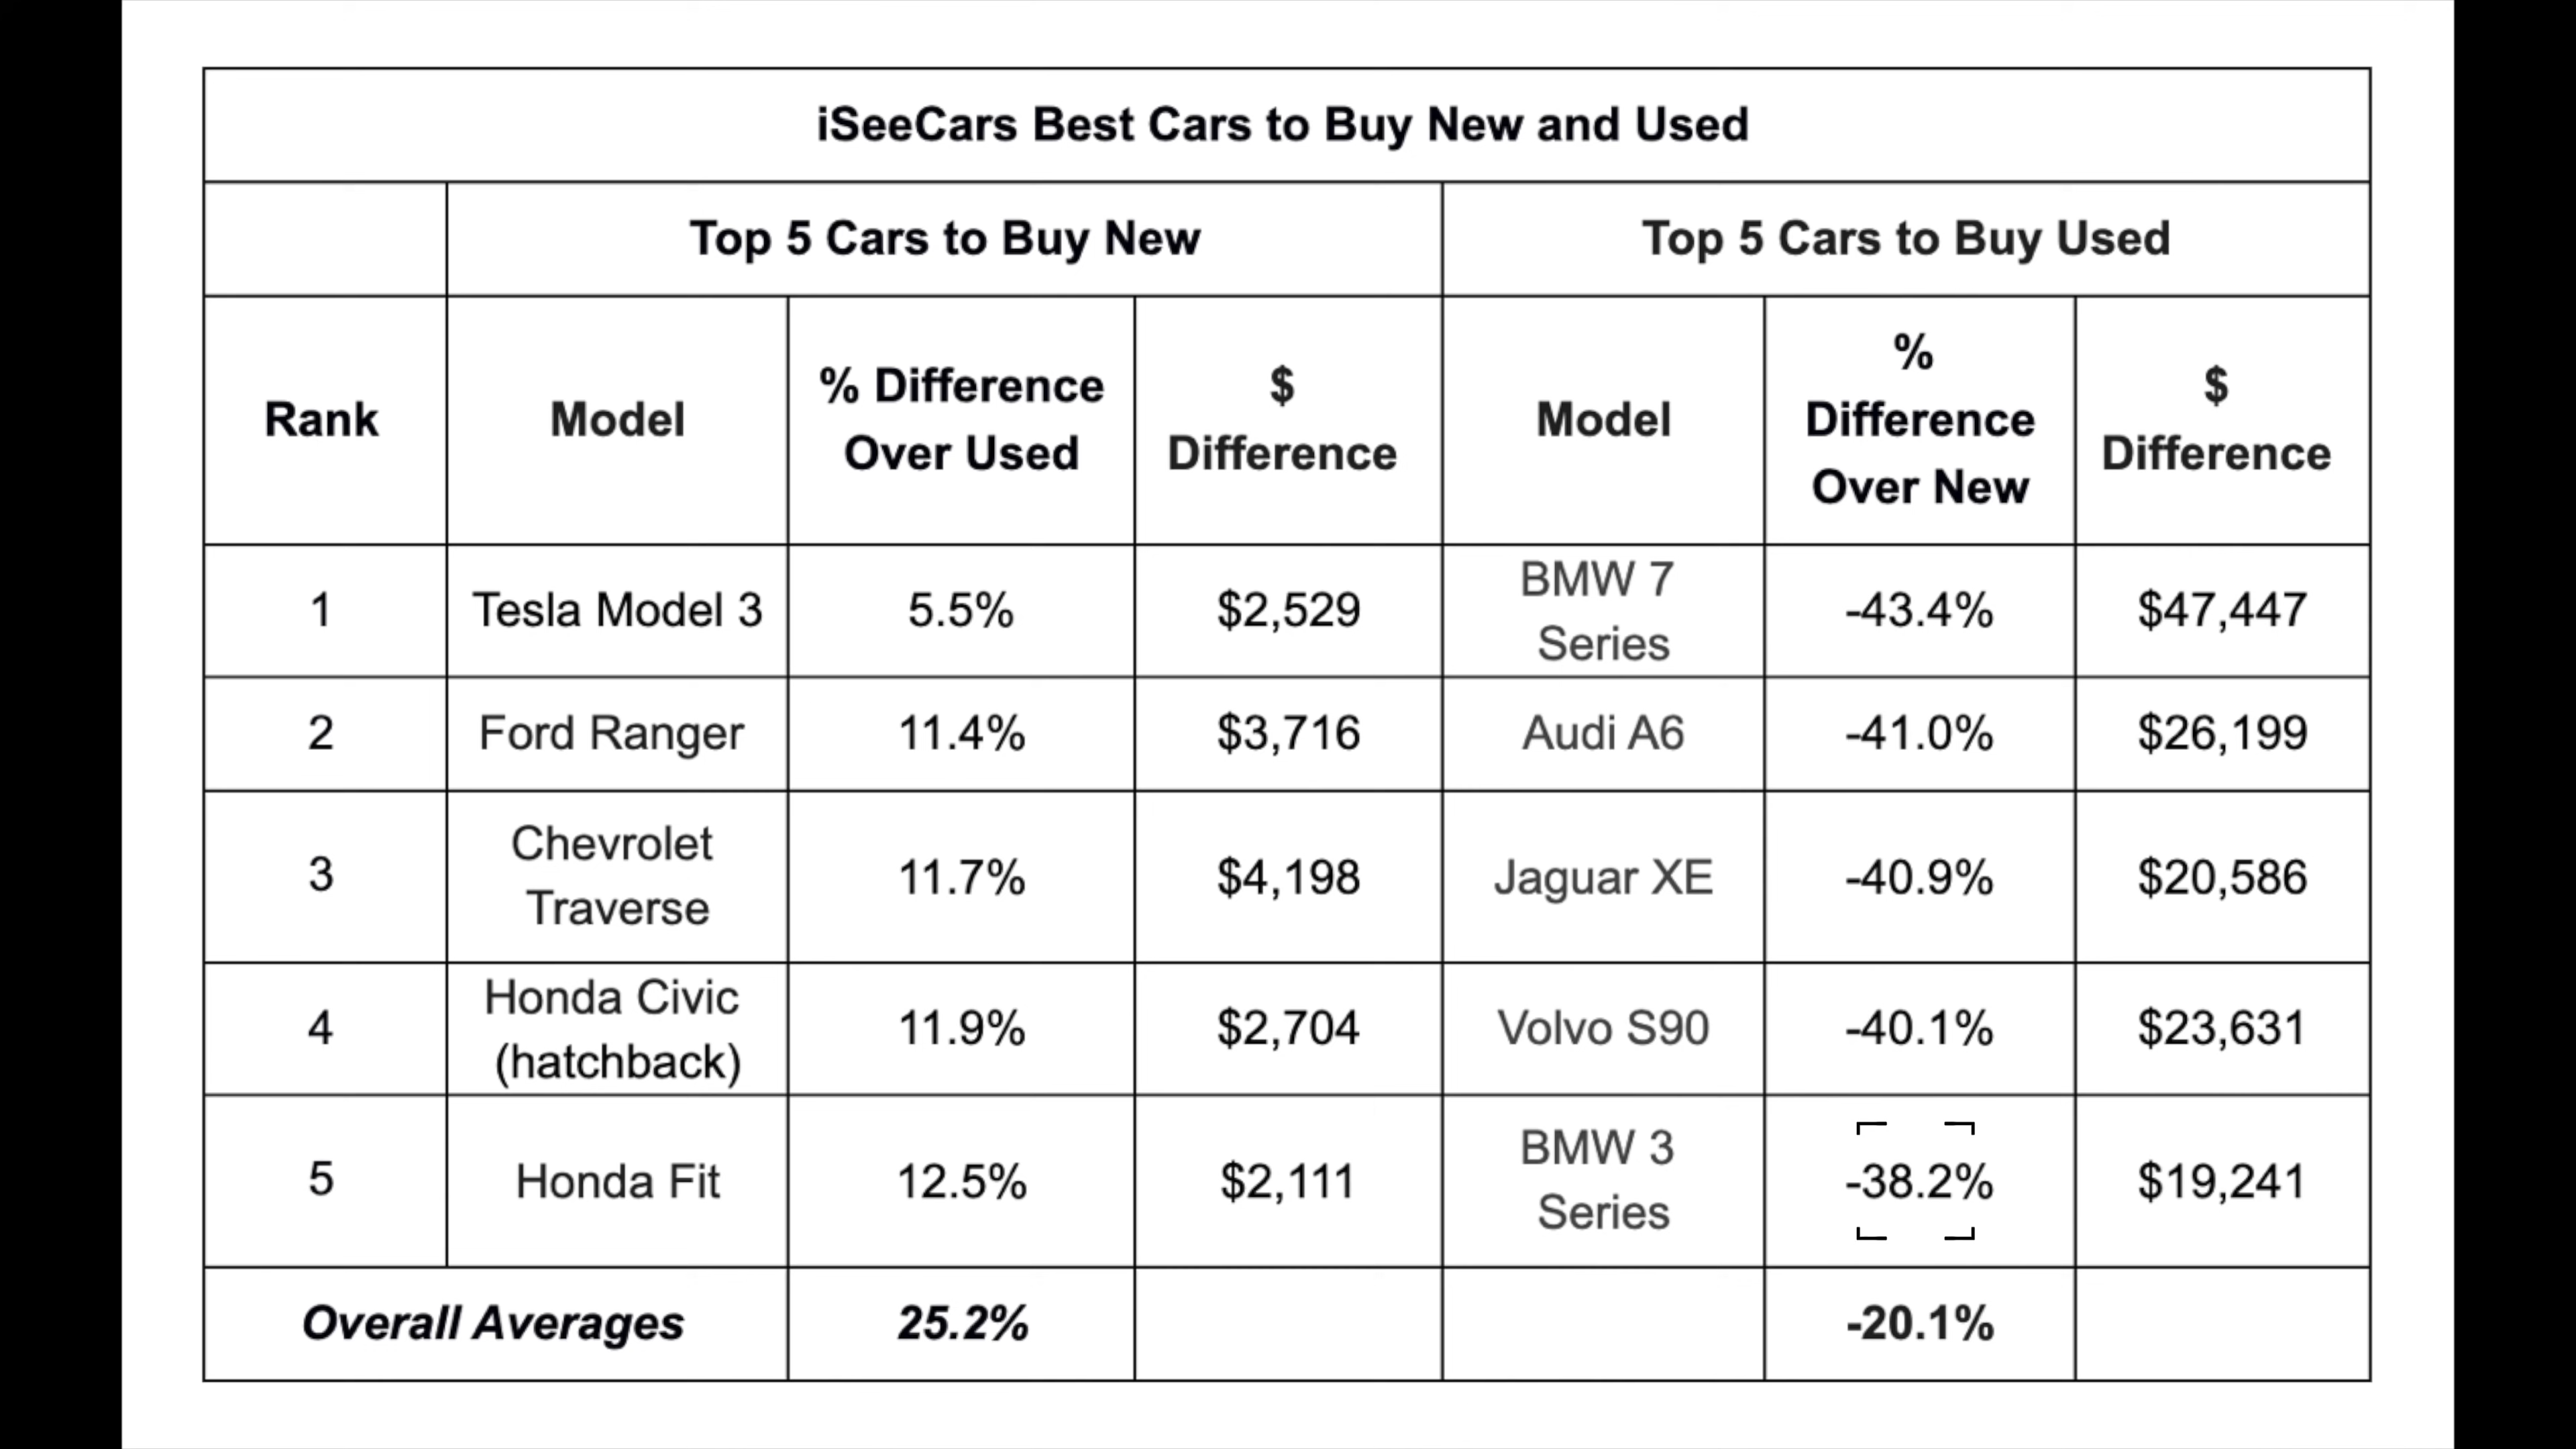 iSeeCars Best Cars to Buy New and Used
Top 5 Cars to Buy New
Top 5 Cars to Buy Used
Rank
Model
% Difference
Over Used
$
Difference
Model
%
Difference
Over New
$
Difference
1
Tesla Model 3
5.5%
$2,529
BMW 7
Series
-43.4%
$47,447
2
Ford Ranger
11.4%
$3,716
Audi A6
-41.0%
$26,199
3
Chevrolet
Traverse
11.7%
$4,198
Jaguar XE
-40.9%
$20,586
4
Honda Civic
(hatchback)
11.9%
$2,704
Volvo S90
-40.1%
$23,631
5
Honda Fit
12.5%
$2,111
BMW 3
Series
-38.2%
$19,241
Overall Averages
25.2%
-20.1%